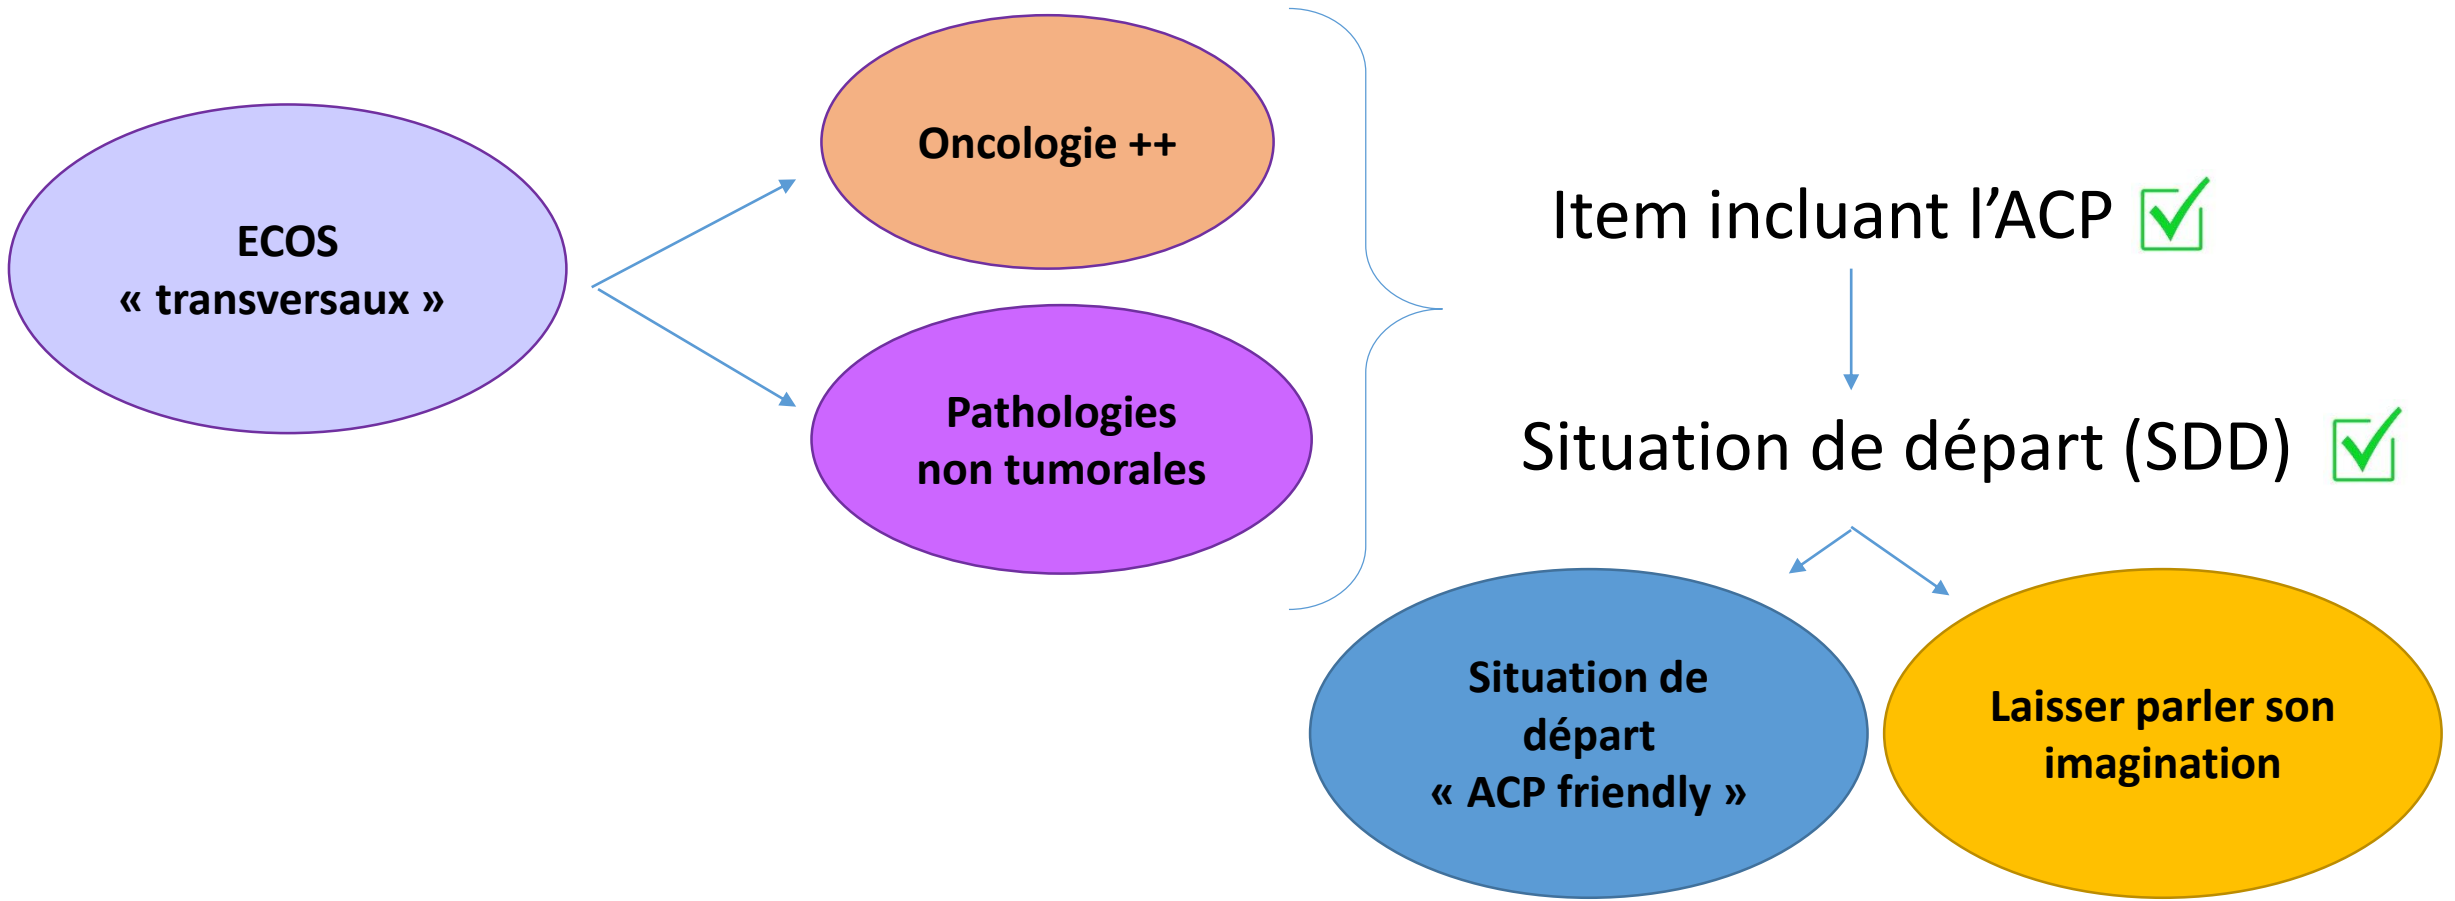 ECOS
« transversaux »
Oncologie ++
Pathologies
non tumorales
Item incluant l’ACP
Situation de départ (SDD)
Situation de
départ
« ACP friendly »
Laisser parler son
imagination